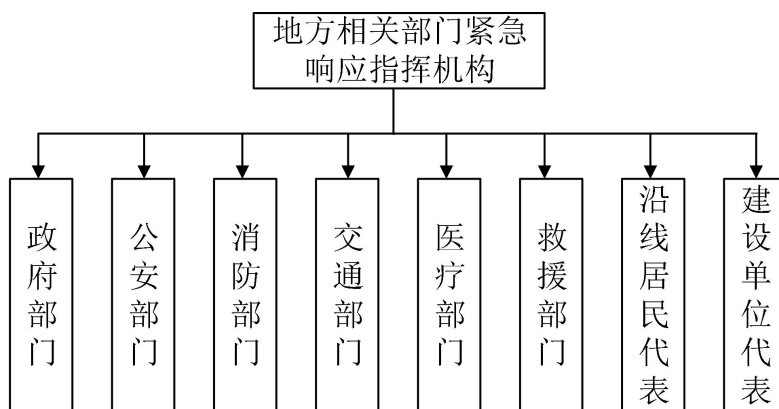 地方相关部门紧急
响应指挥机构
政府部门
公安部门
消防部门
交通部门
医疗部门
救援部门
沿线居民代表
建设单位代表